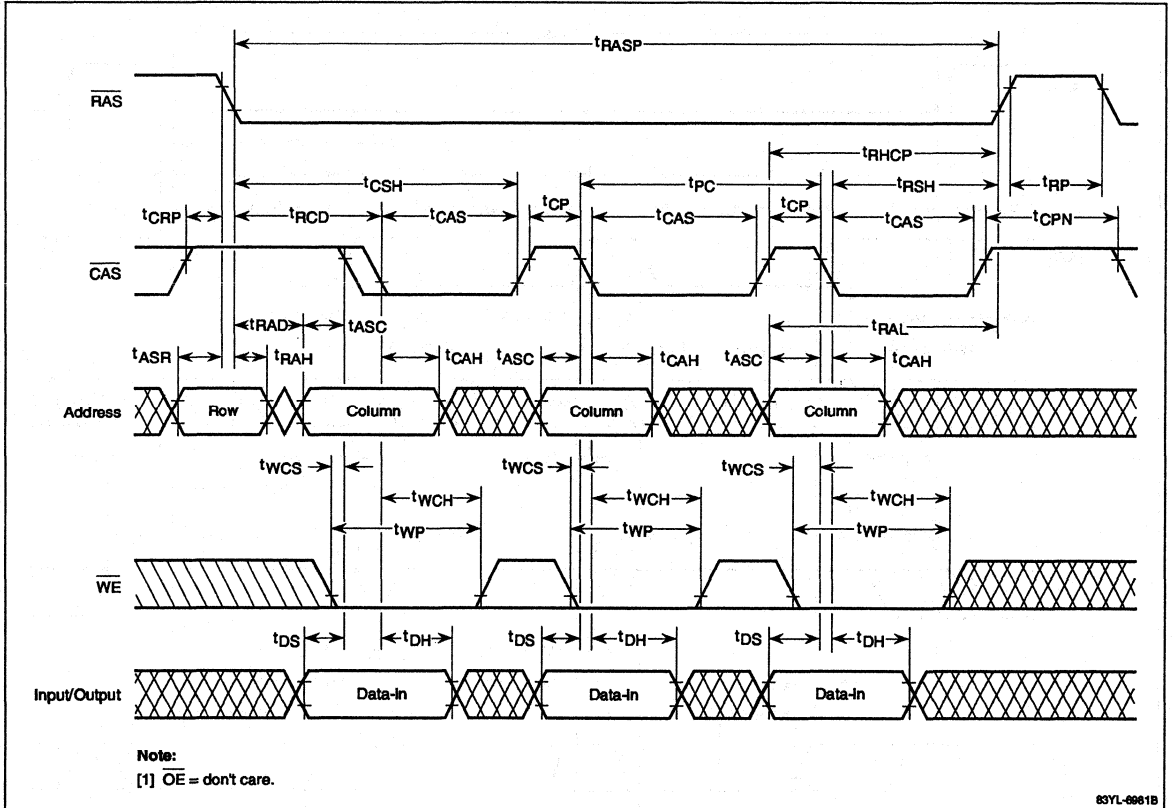 tRASP
RAS
tRHCP
tCSH tPC tRSH tRP
tCRP tRCD tCAS tCP tCAS tCP tCAS tCPN
CAS
tRAD tASC tRAL
tASR tRAH tCAH tASC tCAH tASC tCAH
Address Row Column Column Column
tWCS tWCS tWCS
tWCH tWCH tWCH
tWP tWP tWP
WE
tDS tDH tDS tDH tDS tDH
Input/Output Data-In Data-In Data-In
Note:
[1] OE = don't care.
83YL-6981B